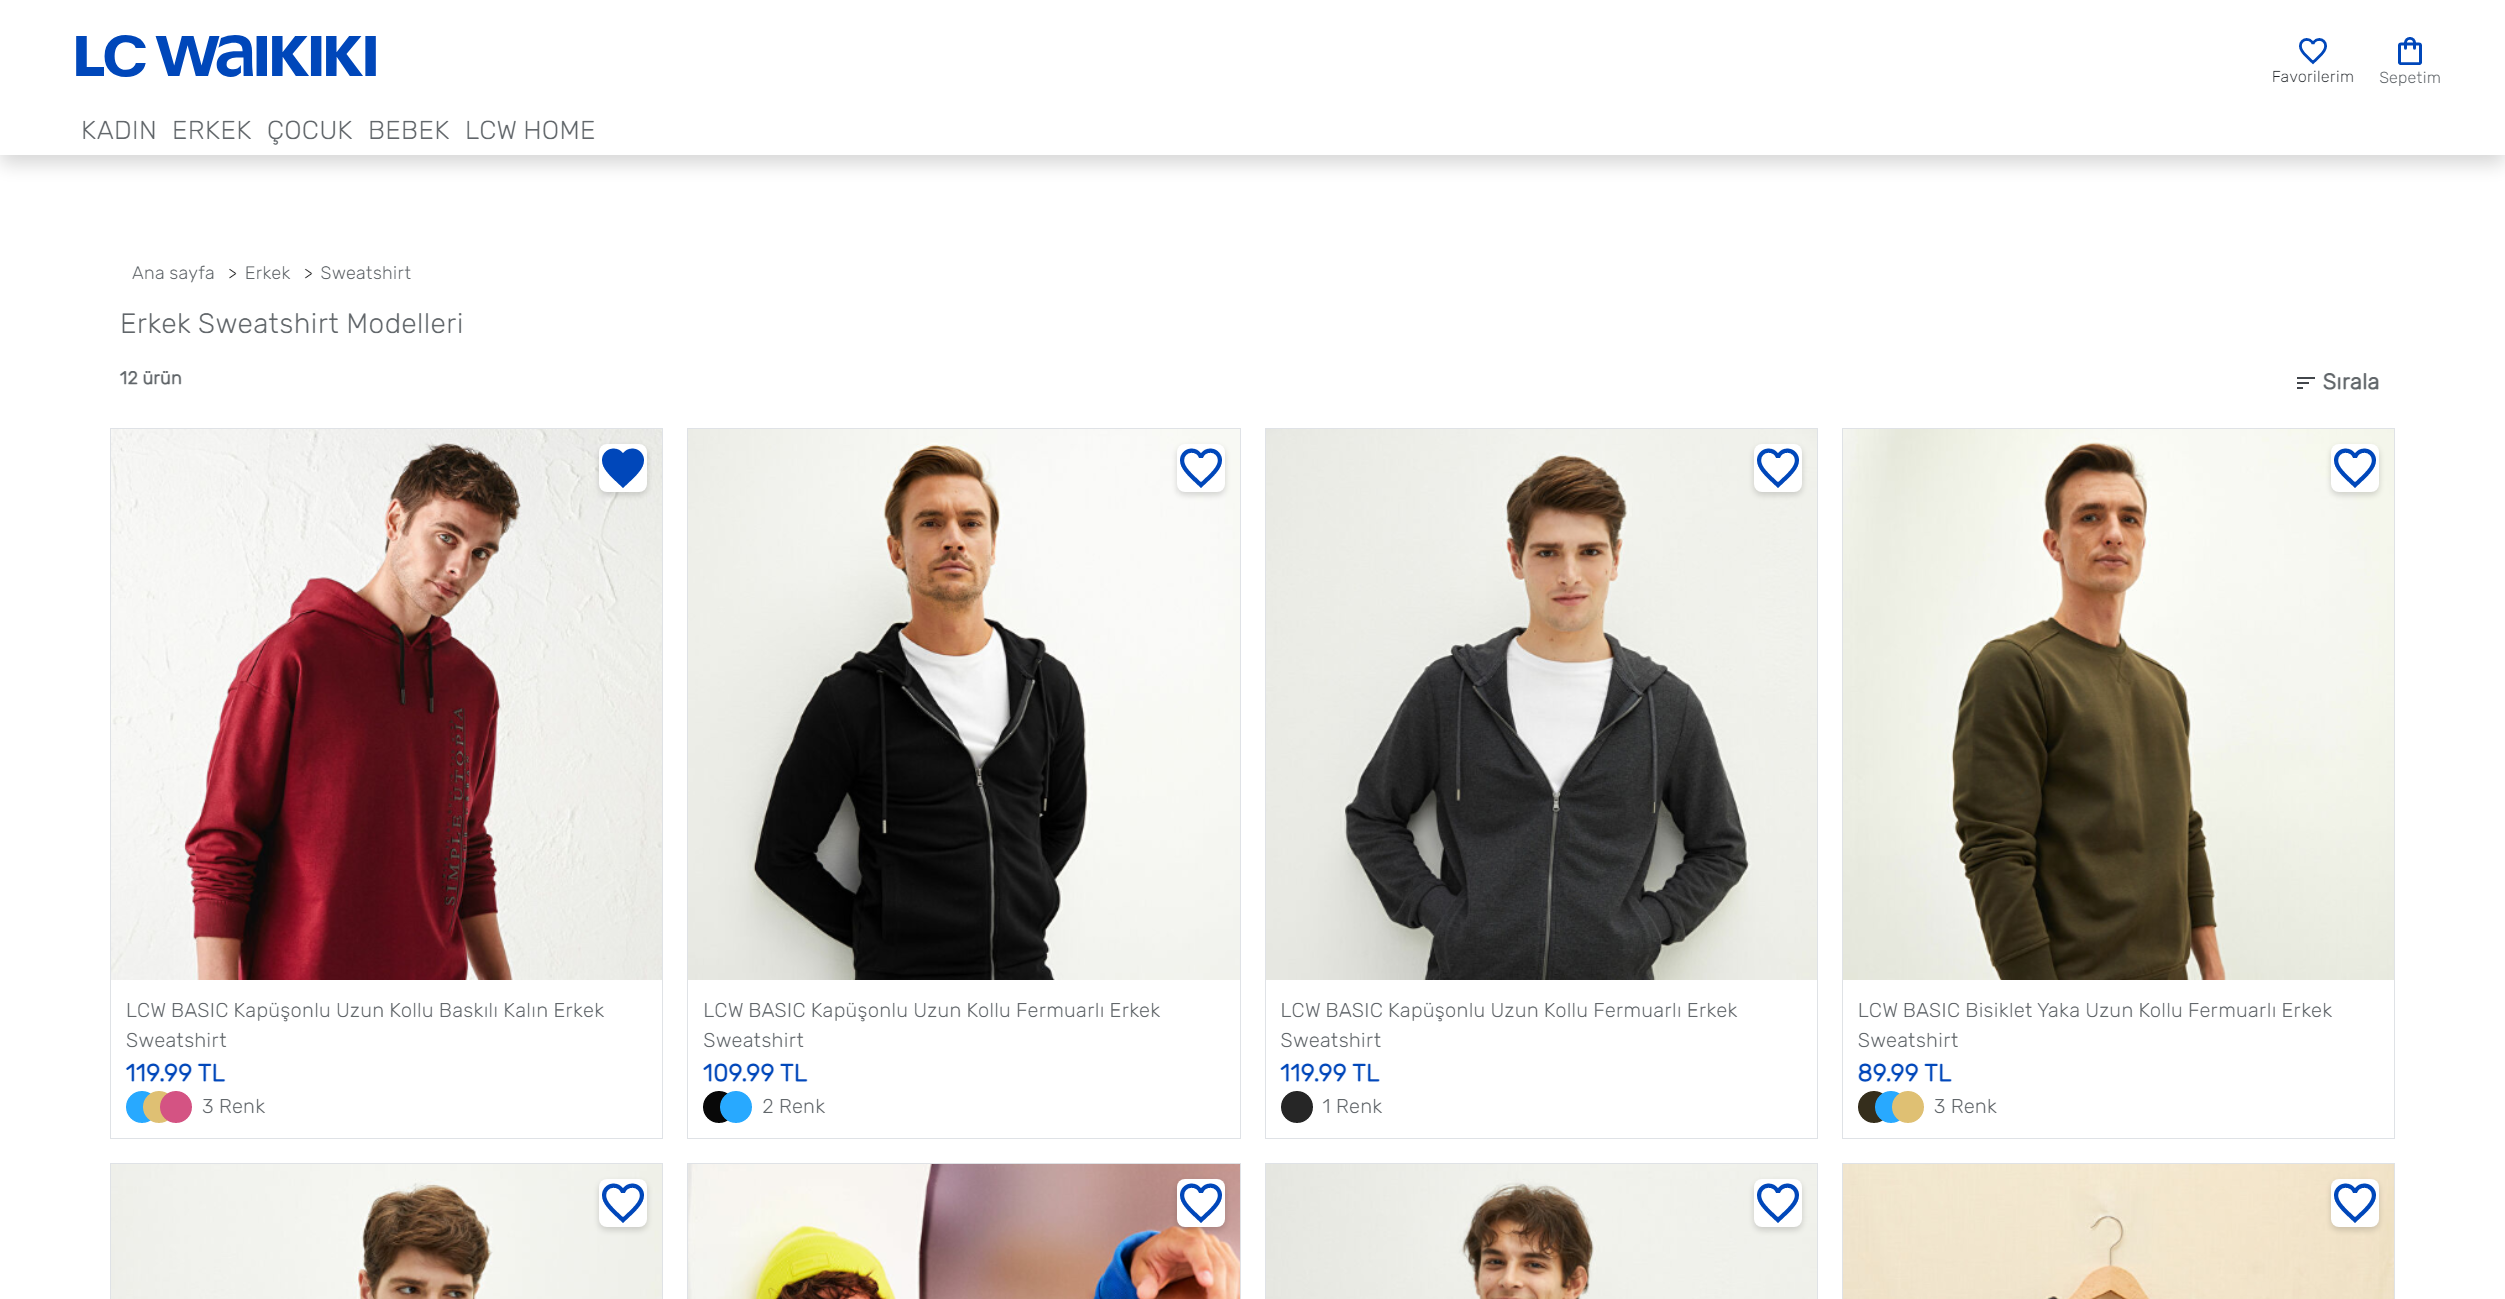 LC WAIKIKI
Favorilerim
Sepetim
KADIN ERKEK ÇOCUK BEBEK LCW HOME
Ana sayfa > Erkek > Sweatshirt
Erkek Sweatshirt Modelleri
12 ürün
Sırala
SIMPLE UTOPIA
LCW BASIC Kapüşonlu Uzun Kollu Baskılı Kalın Erkek
Sweatshirt
119.99 TL
3 Renk
LCW BASIC Kapüşonlu Uzun Kollu Fermuarlı Erkek
Sweatshirt
109.99 TL
2 Renk
LCW BASIC Kapüşonlu Uzun Kollu Fermuarlı Erkek
Sweatshirt
119.99 TL
1 Renk
LCW BASIC Bisiklet Yaka Uzun Kollu Fermuarlı Erkek
Sweatshirt
89.99 TL
3 Renk